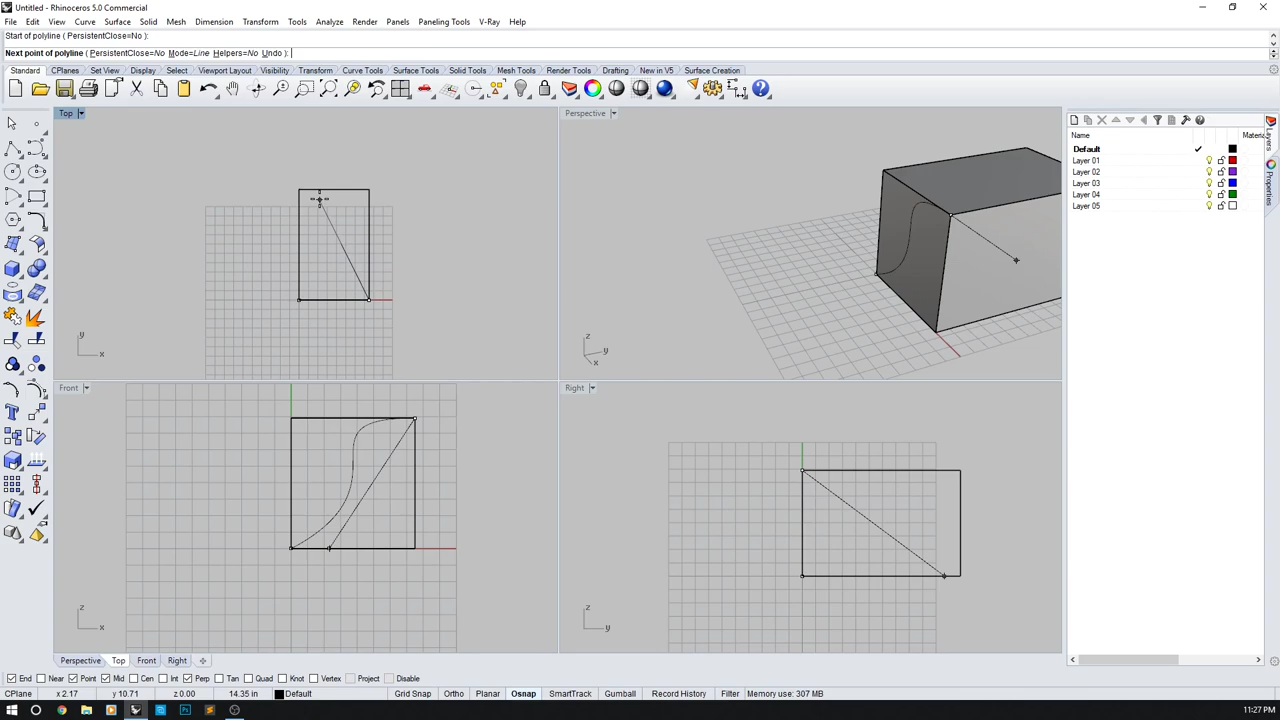 Untitled - Rhinoceros 5.0 Commercial
File Edit View Curve Surface Solid Mesh Dimension Transform Tools Analyze Render Panels Paneling Tools V-Ray Help
Start of polyline ( PersistentClose=No ):
Next point of polyline ( PersistentClose=No Mode=Line Helpers=No Undo ):
Standard CPlanes Set View Display Select Viewport Layout Visibility Transform Curve Tools Surface Tools Solid Tools Mesh Tools Render Tools Drafting New in V5 Surface Creation
Top
Perspective
Name Material
Default
Layer 01
Layer 02
Layer 03
Layer 04
Layer 05
Layers
Properties
y
x
z
y
x
Front
Right
z
x
z
y
Perspective Top Front Right
End Near Point Mid Cen Int Perp Tan Quad Knot Vertex Project Disable
CPlane x 2.17 y 10.71 z 0.00 14.35 in. Default Grid Snap Ortho Planar Osnap SmartTrack Gumball Record History Filter Memory use: 307 MB
11:27 PM